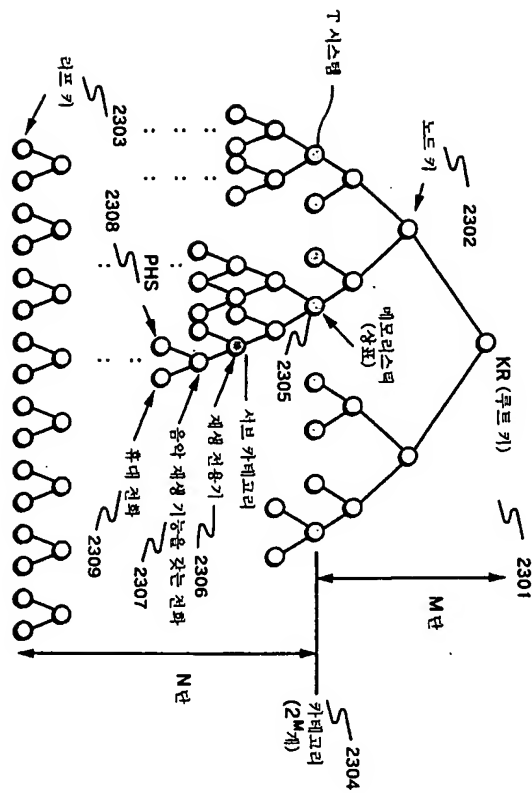 KR (루트 키)
2301
M단
노드 키
2302
T 시스템
메모리스틱
(상표)
2305
카테고리
(2ᴹ개)
2304
서브 카테고리
재생 전용기
2306
음악 재생 기능을 갖는 전화
2307
PHS
2308
휴대 전화
2309
리프 키
2303
N단